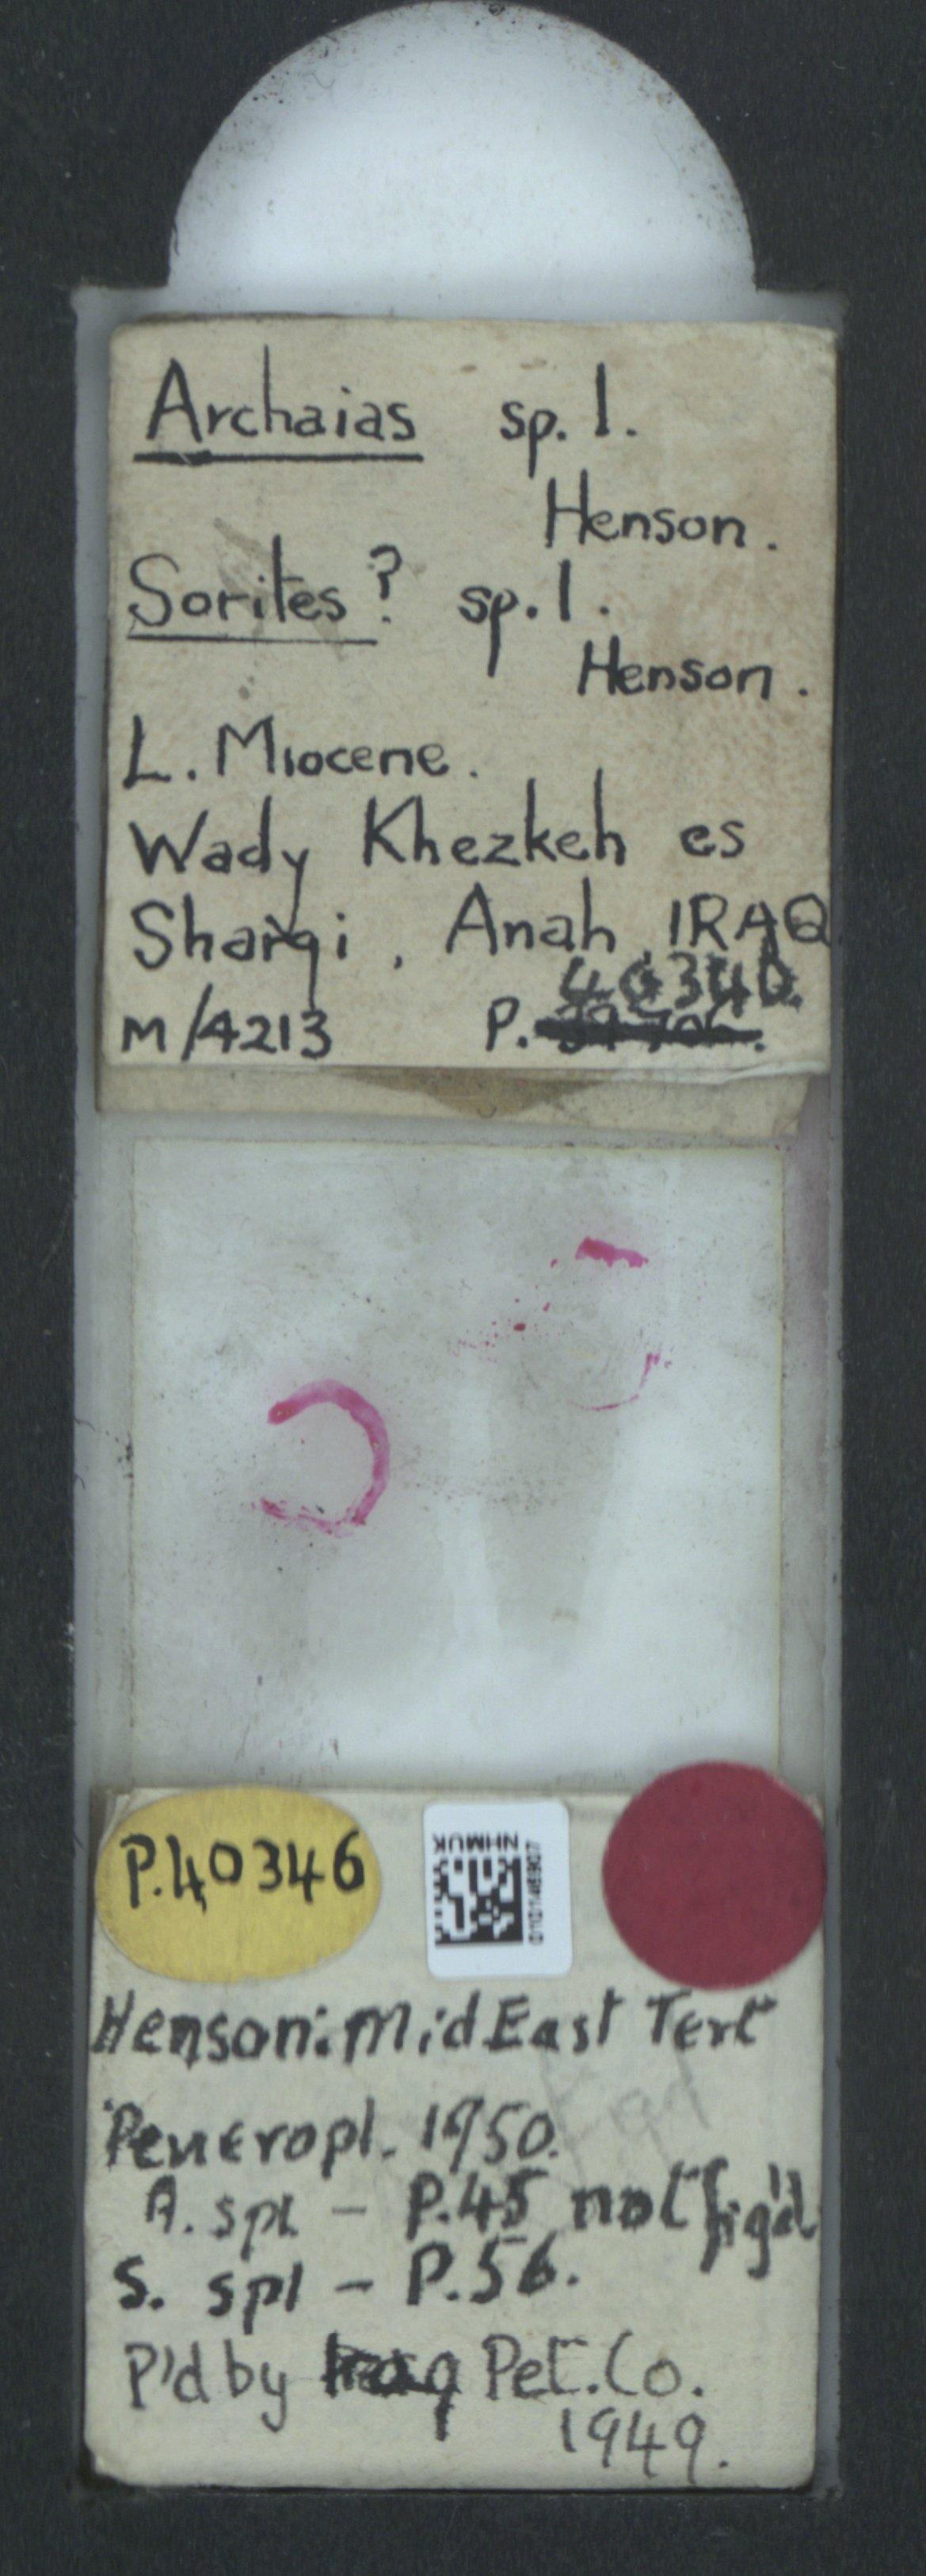 Archaias sp. 1.
Henson.
Sorites? sp. 1.
Henson.
L. Miocene.
Wady Khezkeh es
Sharqi, Anah, IRAQ
M/4213 P.
P.40346
NHMUK
Henson: Mid East Tert
Peneropl. 1950.
A. sp1 - P.45 not fig'd
S. sp1 - P.56.
P'd by Iraq Pet. Co.
1949.